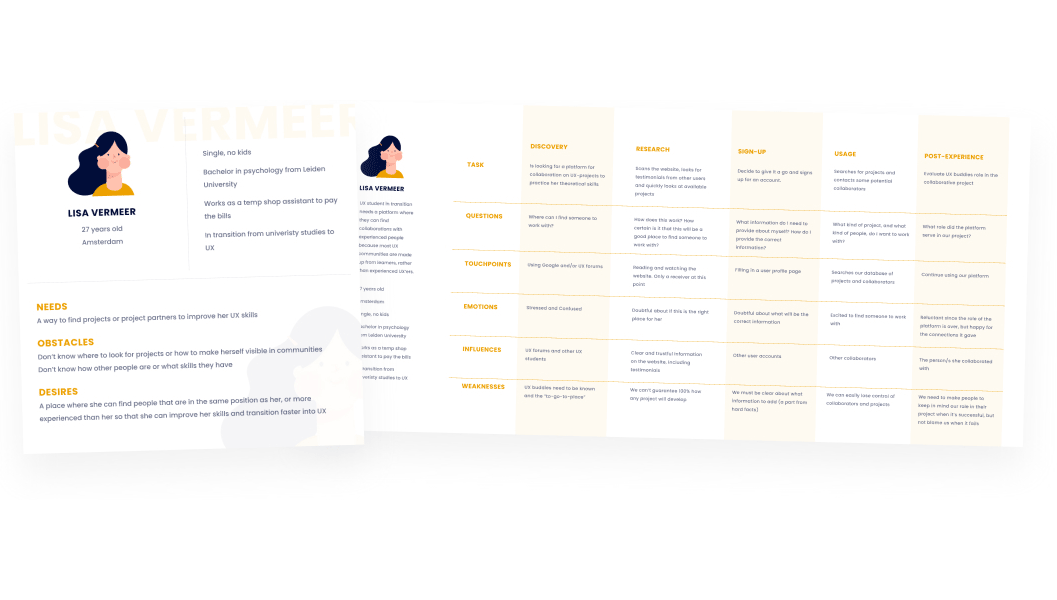 LISA VERMEER
LISA VERMEER
27 years old
Amsterdam
Single, no kids
Bachelor in psychology from Leiden
University
Works as a temp shop assistant to pay
the bills
In transition from univeristy studies to
UX
NEEDS
A way to find projects or project partners to improve her UX skills
OBSTACLES
Don't know where to look for projects or how to make herself visible in communities
Don't know how other people are or what skills they have
DESIRES
A place where she can find people that are in the same position as her, or more
experienced than her so that she can improve her skills and transition faster into UX
LISA VERMEER
UX student in transition
needs a platform where
they can find
collaborations with
experienced people
because most UX
communities are made
up from learners, rather
than experienced UX'ers.
years old
msterdam
ngle, no kids
achelor in psychology
om Leiden University
rks as a temp shop
sistant to pay the bills
transition from
veristy studies to UX
DISCOVERY
RESEARCH
SIGN-UP
USAGE
POST-EXPERIENCE
TASK
Is looking for a platform for
collaboration on UX-projects to
practice her theoretical skills
Scans the website, looks for
testimonials from other users
and quickly looks at available
projects
Decide to give it a go and signs
up for an account.
Searches for projects and
contacts some potential
collaborators
Evaluate UX buddies role in the
collaborative project
QUESTIONS
Where can I find someone to
work with?
How does this work? How
certain is it that this will be a
good place to find someone to
work with?
What information do I need to
provide about myself? How do I
provide the correct
information?
What kind of project, and what
kind of people, do I want to work
with?
What role did the platform
serve in our project?
TOUCHPOINTS
Using Google and/or UX forums
Reading and watching the
website. Only a receiver at this
point
Filling in a user profile page
Searches our database of
projects and collaborators
Continue using our platform
EMOTIONS
Stressed and Confused
Doubtful about if this is the right
place for her
Doubtful about what will be the
correct information
Excited to find someone to work
with
Reluctant since the role of the
platform is over, but happy for
the connections it gave
INFLUENCES
UX forums and other UX
students
Clear and trustful information
on the website, including
testimonials
Other user accounts
Other collaborators
The person/s she collaborated
with
WEAKNESSES
UX buddies need to be known
and the "to-go-to-place"
We can't guarantee 100% how
any project will develop
We must be clear about what
information to add (a part from
hard facts)
We can easily lose control of
collaborators and projects
We need to make people to
keep in mind our role in their
project when it's successful, but
not blame us when it fails